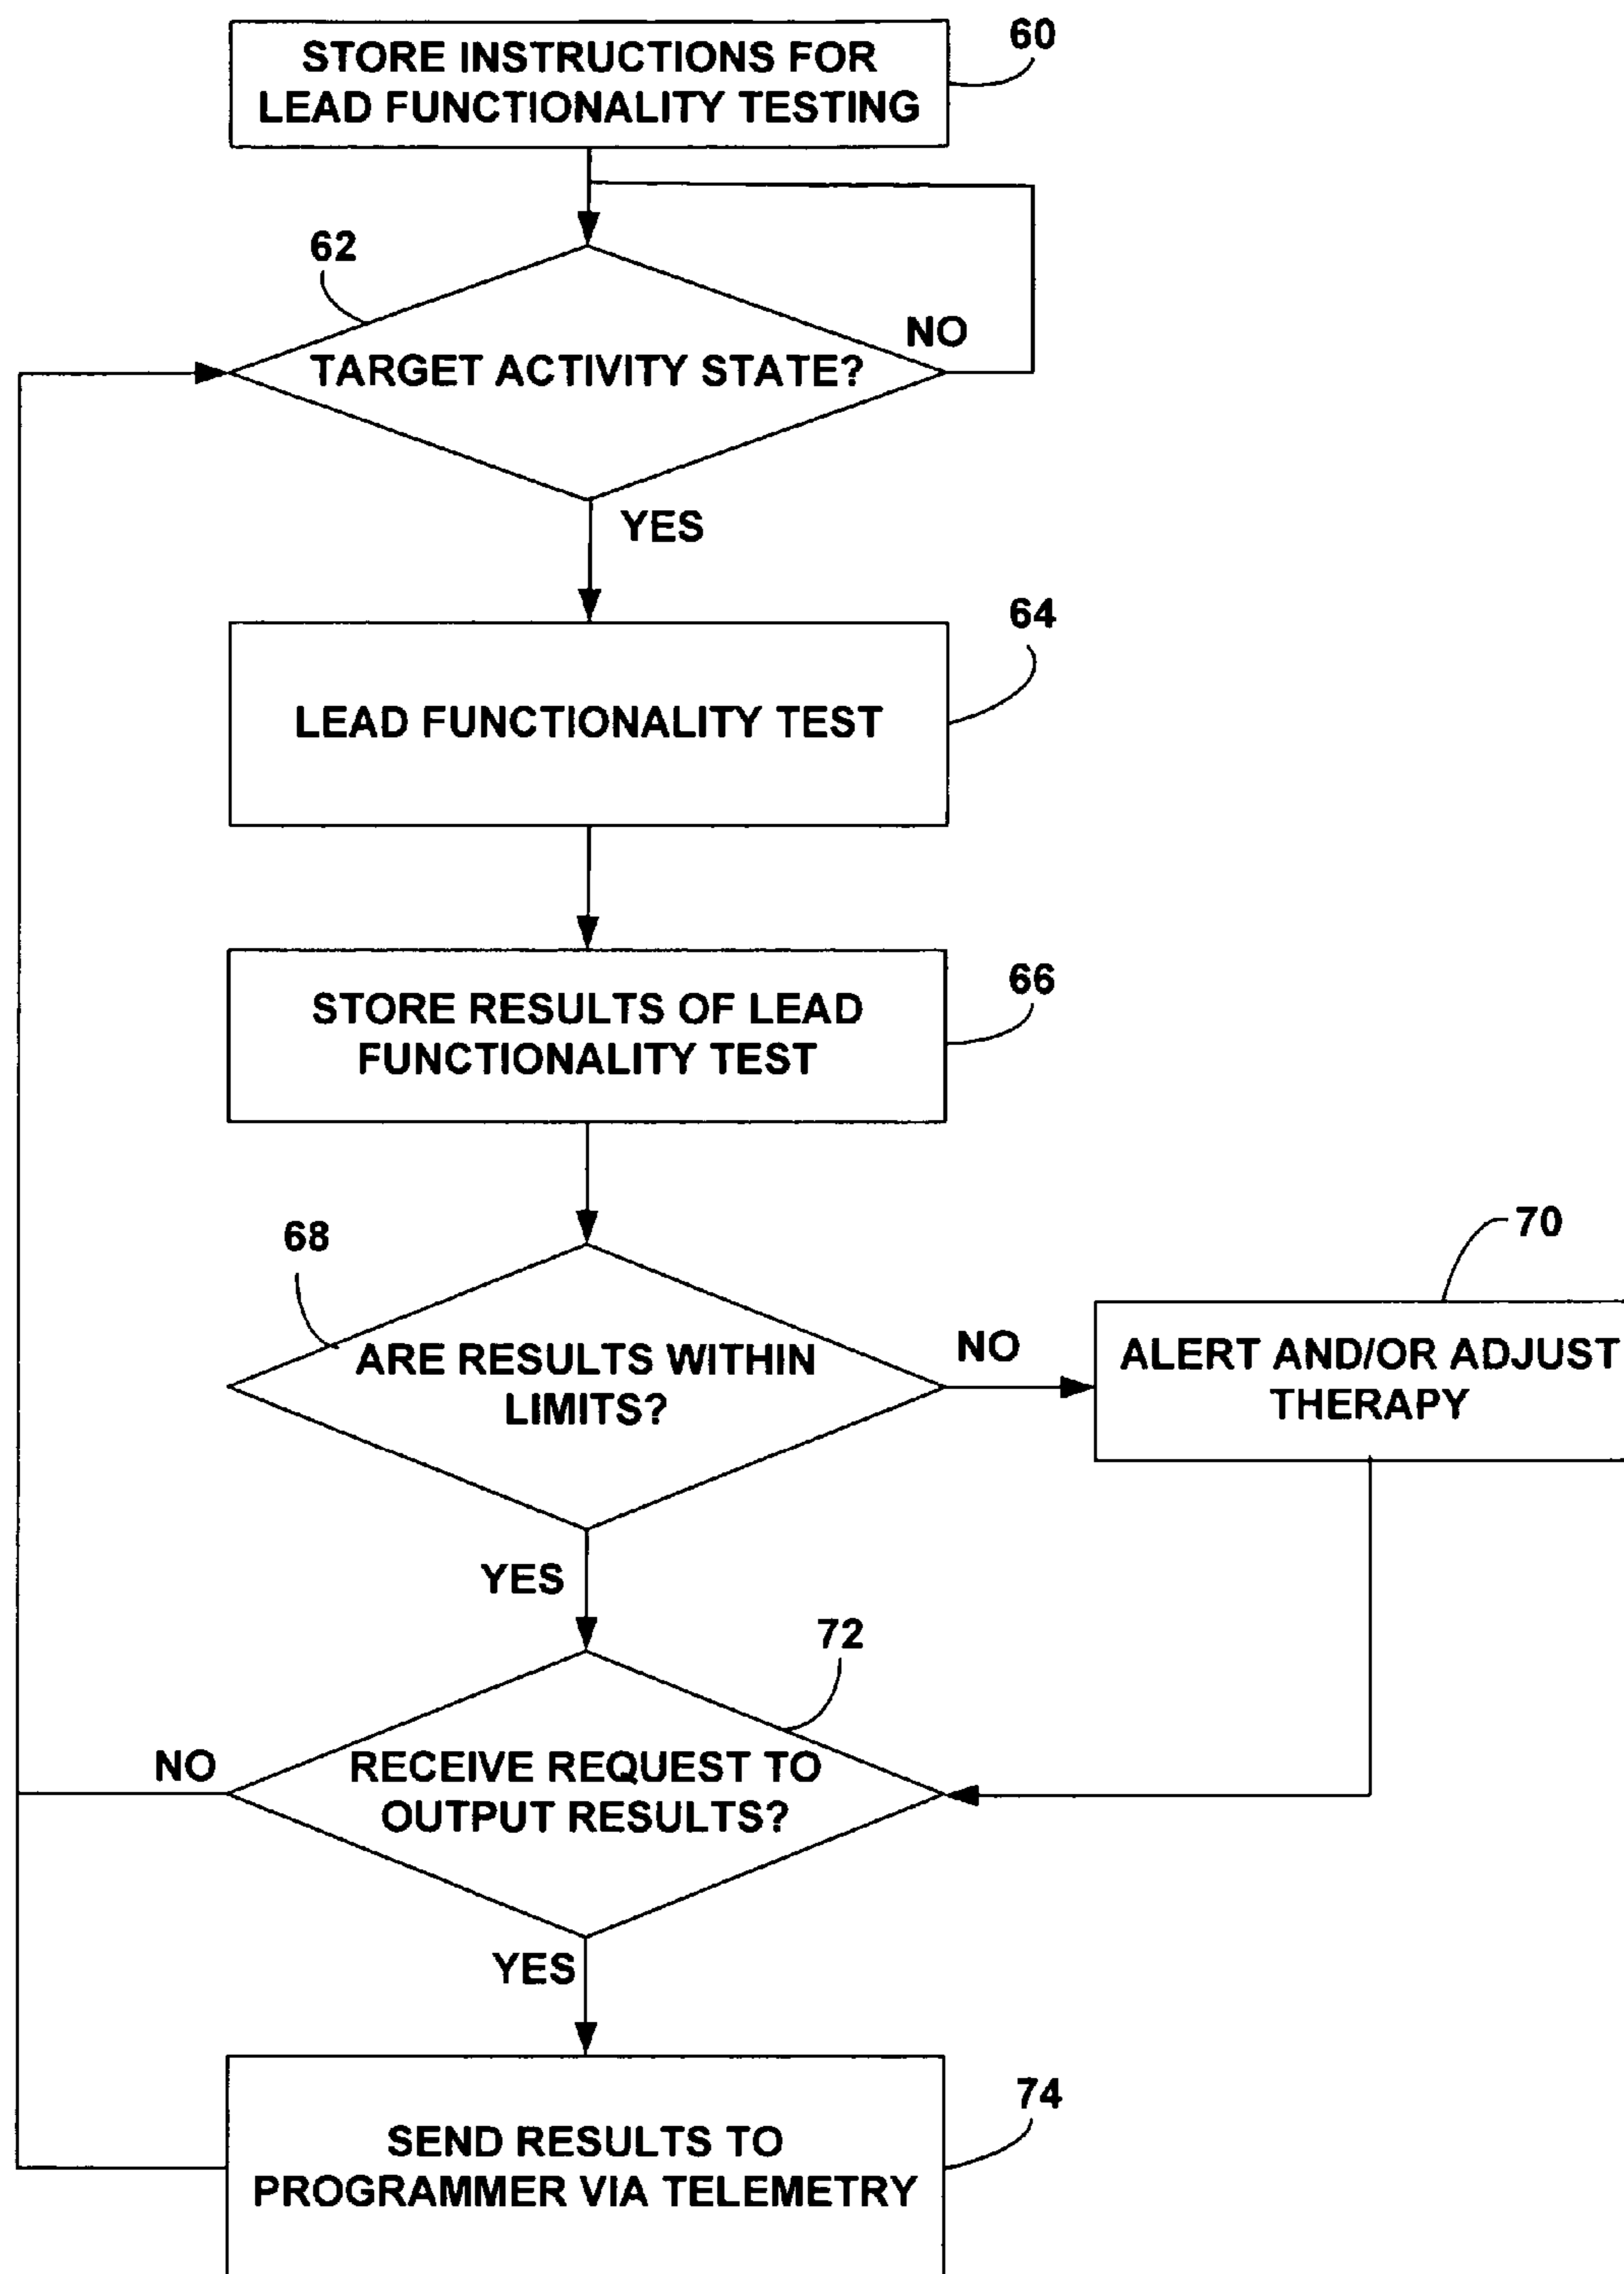 STORE INSTRUCTIONS FOR
LEAD FUNCTIONALITY TESTING
60
62
TARGET ACTIVITY STATE?
NO
YES
64
LEAD FUNCTIONALITY TEST
66
STORE RESULTS OF LEAD
FUNCTIONALITY TEST
68
ARE RESULTS WITHIN
LIMITS?
NO
70
ALERT AND/OR ADJUST
THERAPY
YES
72
RECEIVE REQUEST TO
OUTPUT RESULTS?
NO
YES
74
SEND RESULTS TO
PROGRAMMER VIA TELEMETRY